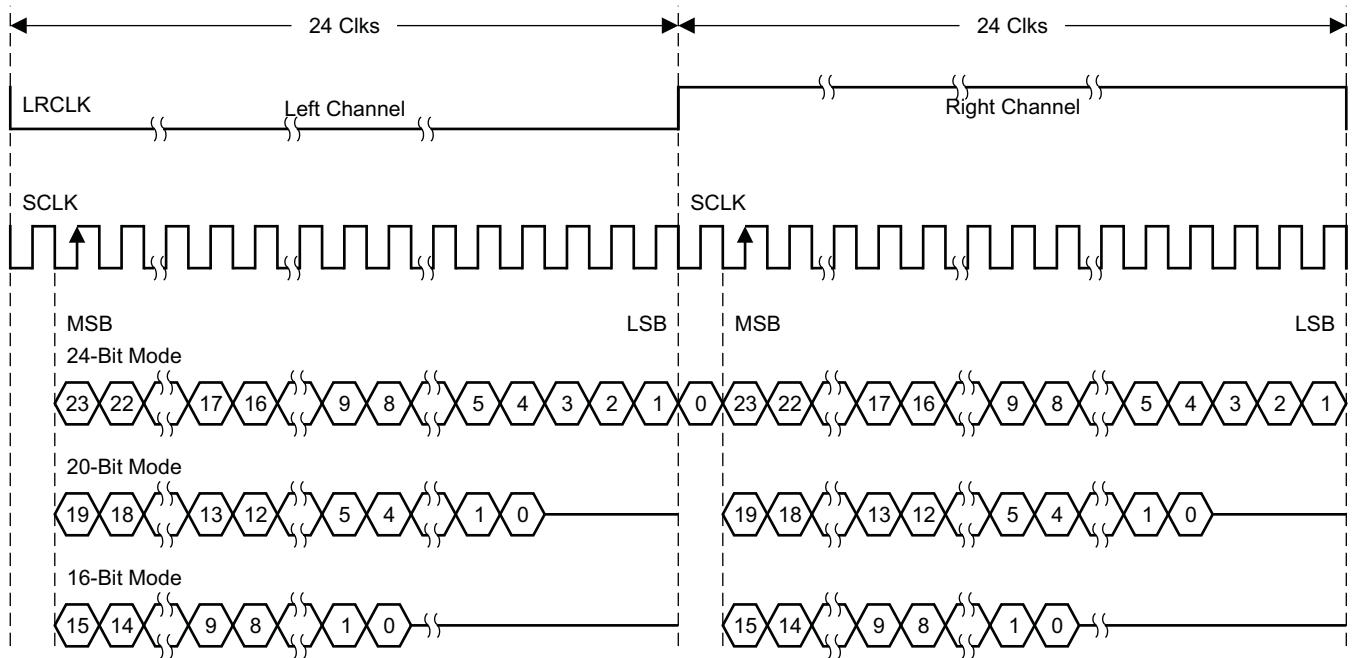 24 Clks 24 Clks
LRCLK Left Channel Right Channel
SCLK SCLK
MSB LSB MSB LSB
24-Bit Mode
23 22 17 16 9 8 5 4 3 2 1 0 23 22 17 16 9 8 5 4 3 2 1
20-Bit Mode
19 18 13 12 5 4 1 0 19 18 13 12 5 4 1 0
16-Bit Mode
15 14 9 8 1 0 15 14 9 8 1 0